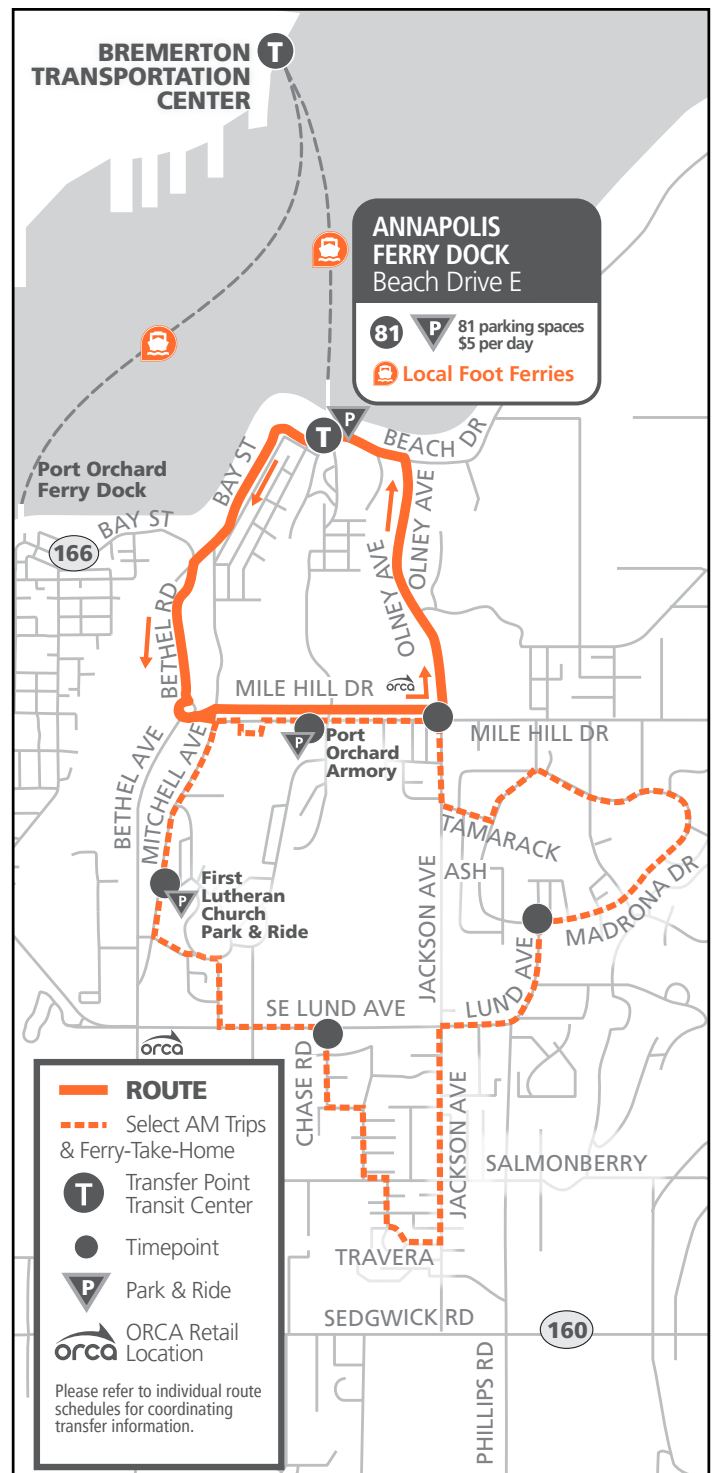 BREMERTON
TRANSPORTATION
CENTER
T
ANNAPOLIS
FERRY DOCK
Beach Drive E
81
P
81 parking spaces
$5 per day
Local Foot Ferries
P
T
BEACH DR
BAY ST
Port Orchard
Ferry Dock
BAY ST
166
OLNEY AVE
OLNEY AVE
BETHEL RD
MILE HILL DR
orca
MILE HILL DR
P
Port
Orchard
Armory
BETHEL AVE
MITCHELL AVE
TAMARACK
ASH
MADRONA DR
P
First
Lutheran
Church
Park & Ride
JACKSON AVE
LUND AVE
SE LUND AVE
orca
CHASE RD
JACKSON AVE
SALMONBERRY
TRAVERA
SEDGWICK RD
160
PHILLIPS RD
ROUTE
Select AM Trips
& Ferry-Take-Home
T
Transfer Point
Transit Center
Timepoint
P
Park & Ride
orca
ORCA Retail
Location
Please refer to individual route
schedules for coordinating
transfer information.